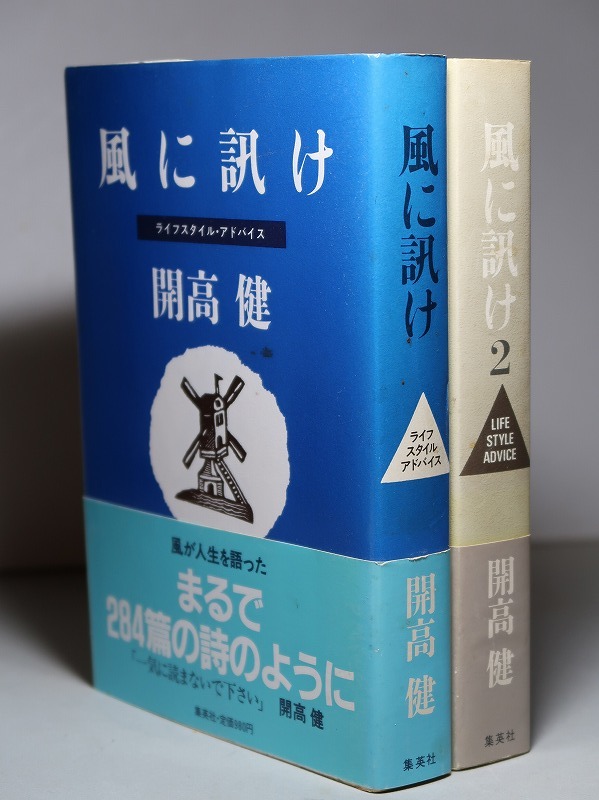 風に訊け
ライフスタイル・アドバイス
開高 健
風が人生を語った
まるで
284篇の詩のように
「一気に読まないで下さい」 開高 健
集英社・定価980円
風に訊け
ライフ
スタイル
アドバイス
開高 健
集英社
風に訊け2
LIFE
STYLE
ADVICE
開高 健
集英社